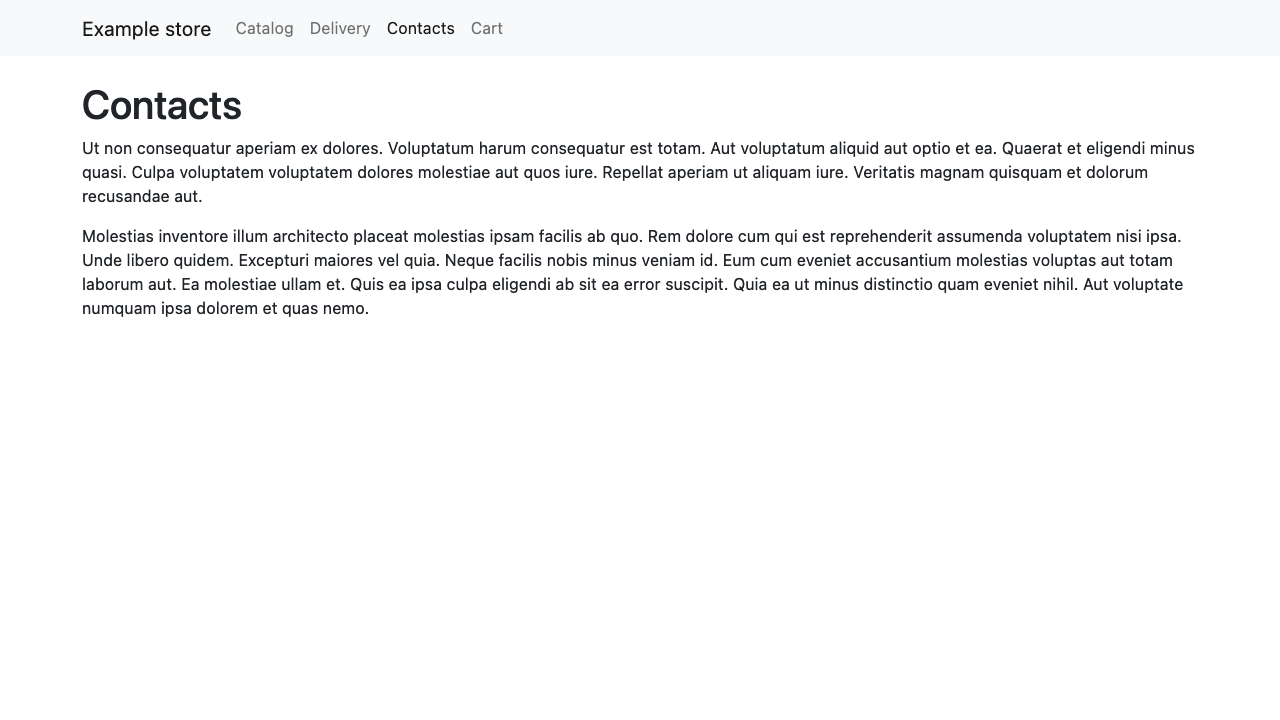 Example store Catalog Delivery Contacts Cart
Contacts
Ut non consequatur aperiam ex dolores. Voluptatum harum consequatur est totam. Aut voluptatum aliquid aut optio et ea. Quaerat et eligendi minus
quasi. Culpa voluptatem voluptatem dolores molestiae aut quos iure. Repellat aperiam ut aliquam iure. Veritatis magnam quisquam et dolorum
recusandae aut.
Molestias inventore illum architecto placeat molestias ipsam facilis ab quo. Rem dolore cum qui est reprehenderit assumenda voluptatem nisi ipsa.
Unde libero quidem. Excepturi maiores vel quia. Neque facilis nobis minus veniam id. Eum cum eveniet accusantium molestias voluptas aut totam
laborum aut. Ea molestiae ullam et. Quis ea ipsa culpa eligendi ab sit ea error suscipit. Quia ea ut minus distinctio quam eveniet nihil. Aut voluptate
numquam ipsa dolorem et quas nemo.